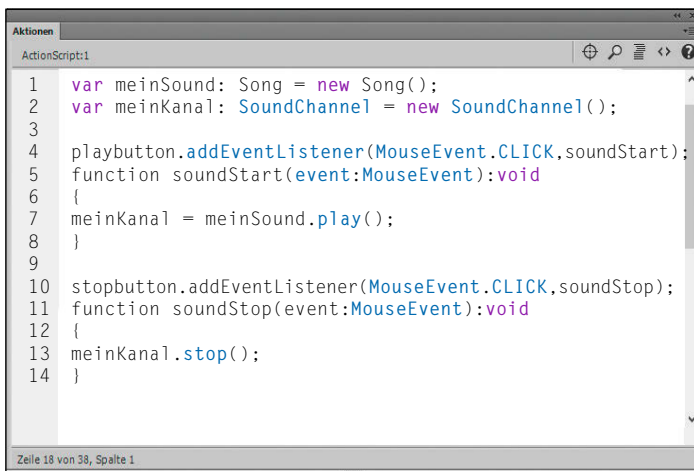 Aktionen
ActionScript:1
1 var meinSound: Song = new Song();
2 var meinKanal: SoundChannel = new SoundChannel();
3
4 playbutton.addEventListener(MouseEvent.CLICK,soundStart);
5 function soundStart(event:MouseEvent):void
6 {
7 meinKanal = meinSound.play();
8 }
9
10 stopbutton.addEventListener(MouseEvent.CLICK,soundStop);
11 function soundStop(event:MouseEvent):void
12 {
13 meinKanal.stop();
14 }
Zeile 18 von 38, Spalte 1